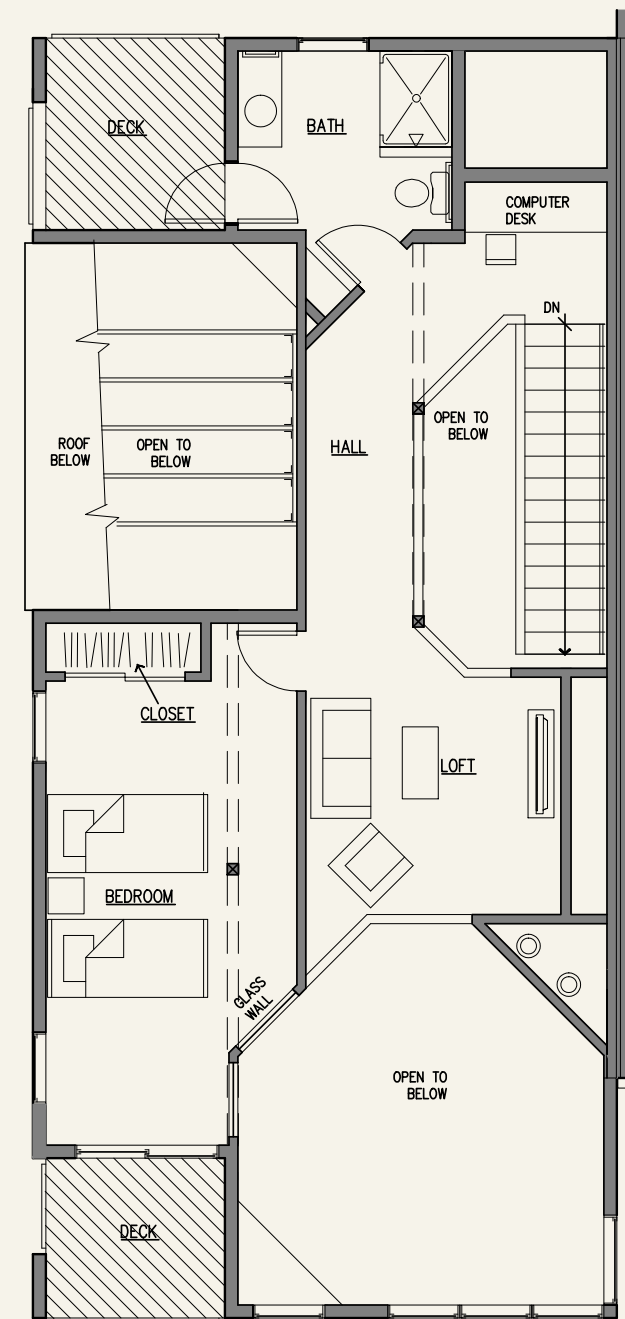 DECK
BATH
COMPUTER
DESK
DN
OPEN TO
BELOW
HALL
ROOF
BELOW
OPEN TO
BELOW
CLOSET
LOFT
BEDROOM
GLASS
WALL
OPEN TO
BELOW
DECK